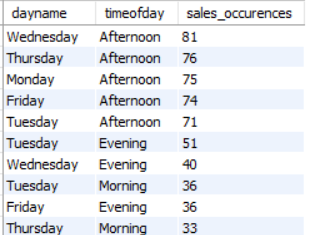 dayname timeofday sales_occurences
Wednesday Afternoon 81
Thursday Afternoon 76
Monday Afternoon 75
Friday Afternoon 74
Tuesday Afternoon 71
Tuesday Evening 51
Wednesday Evening 40
Tuesday Morning 36
Friday Evening 36
Thursday Morning 33